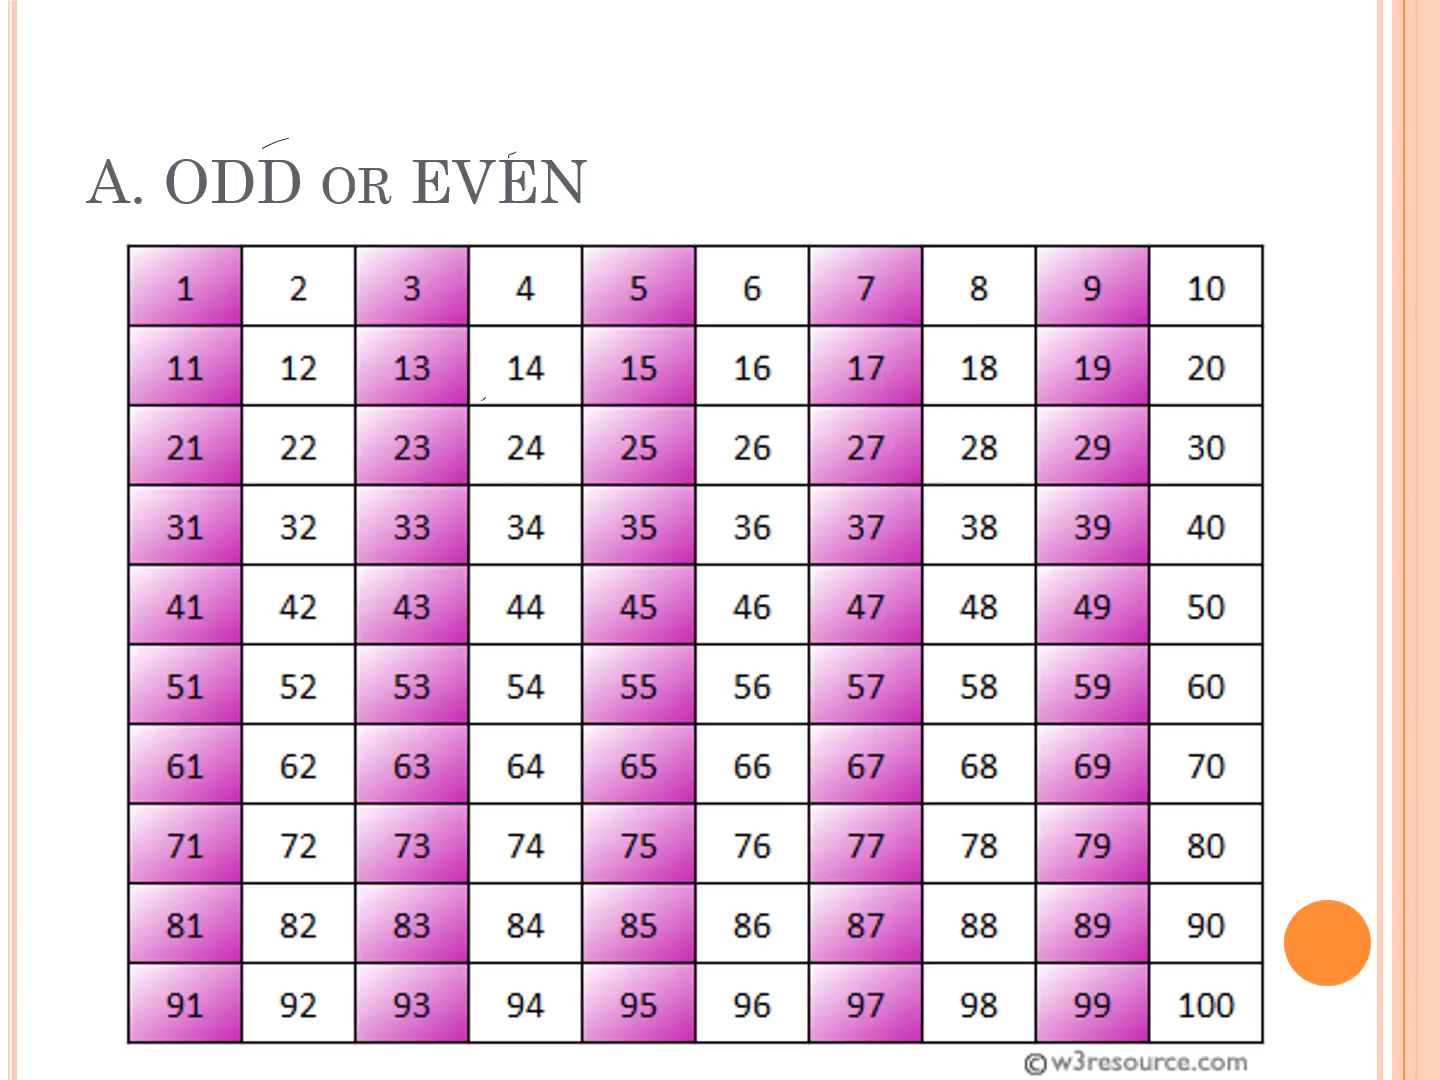 A. ODD OR EVEN
1 2 3 4 5 6 7 8 9 10
11 12 13 14 15 16 17 18 19 20
21 22 23 24 25 26 27 28 29 30
31 32 33 34 35 36 37 38 39 40
41 42 43 44 45 46 47 48 49 50
51 52 53 54 55 56 57 58 59 60
61 62 63 64 65 66 67 68 69 70
71 72 73 74 75 76 77 78 79 80
81 82 83 84 85 86 87 88 89 90
91 92 93 94 95 96 97 98 99 100
© w3resource.com